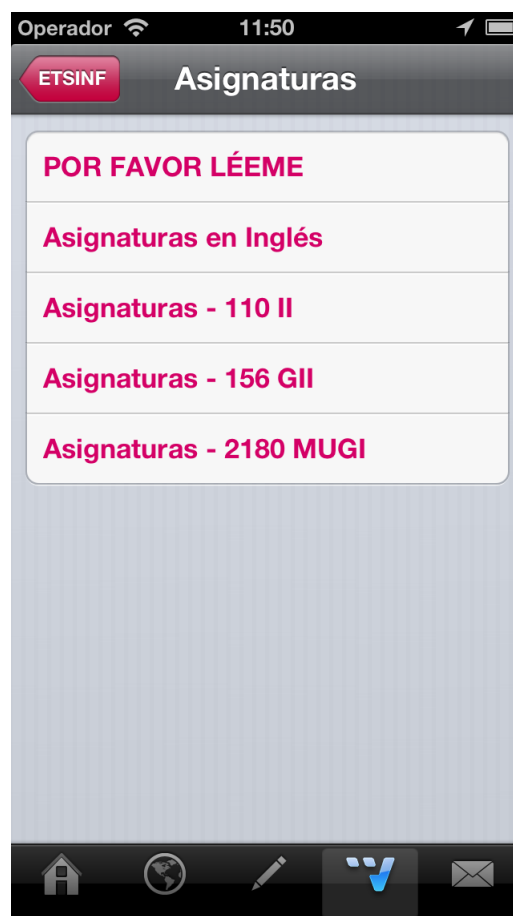 Operador 11:50
ETSINF Asignaturas
POR FAVOR LÉEME
Asignaturas en Inglés
Asignaturas - 110 II
Asignaturas - 156 GII
Asignaturas - 2180 MUGI